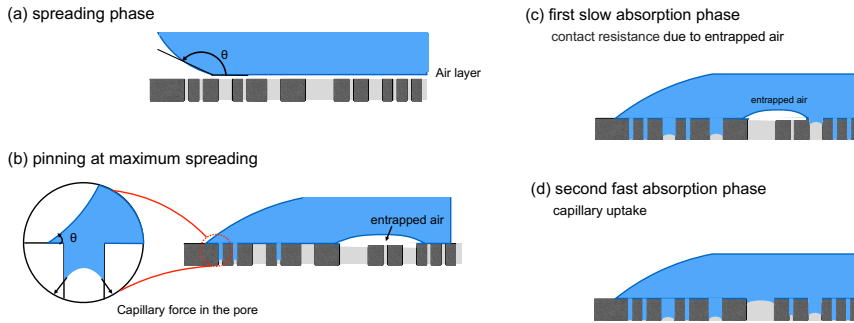 (a) spreading phase
θ
Air layer
(b) pinning at maximum spreading
θ
entrapped air
Capillary force in the pore
(c) first slow absorption phase
contact resistance due to entrapped air
entrapped air
(d) second fast absorption phase
capillary uptake